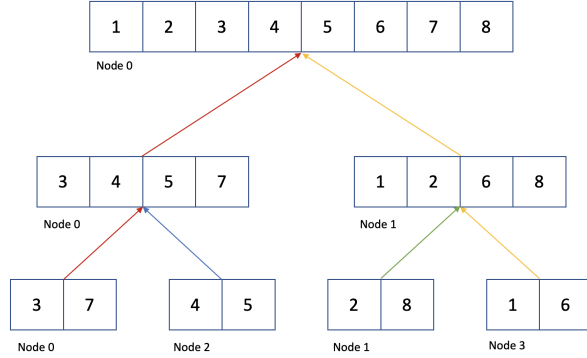 1 2 3 4 5 6 7 8
Node 0
3 4 5 7
1 2 6 8
Node 0
Node 1
3 7
4 5
2 8
1 6
Node 0
Node 2
Node 1
Node 3